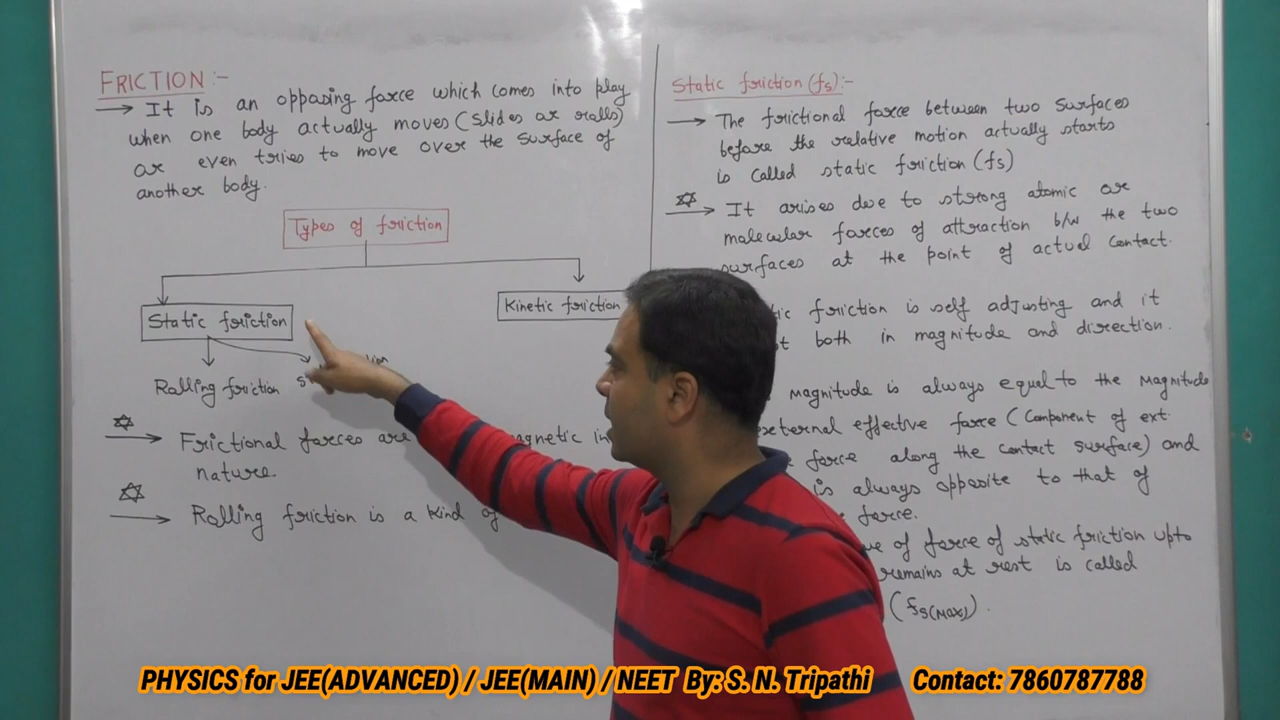 FRICTION :-
→ It is an opposing force which comes into play
when one body actually moves (slides or rolls)
or even tries to move over the surface of
another body.
Types of friction
Static friction
Kinetic friction
Rolling friction
Frictional forces are
nature.
Rolling friction is a kind of
Static friction (fs):-
→ The frictional force between two surfaces
before the relative motion actually starts
is called static friction (fs)
→ It arises due to strong atomic or
molecular forces of attraction b/w the two
surfaces at the point of actual contact.
friction is self adjusting and it
both in magnitude and direction.
magnitude is always equal to the magnitude
external effective force (Component of ext.
force along the contact surface) and
is always opposite to that of
force.
of force of static friction upto
remains at rest is called
(fs(MAX)).
PHYSICS for JEE(ADVANCED) / JEE(MAIN) / NEET By: S. N. Tripathi Contact: 7860787788